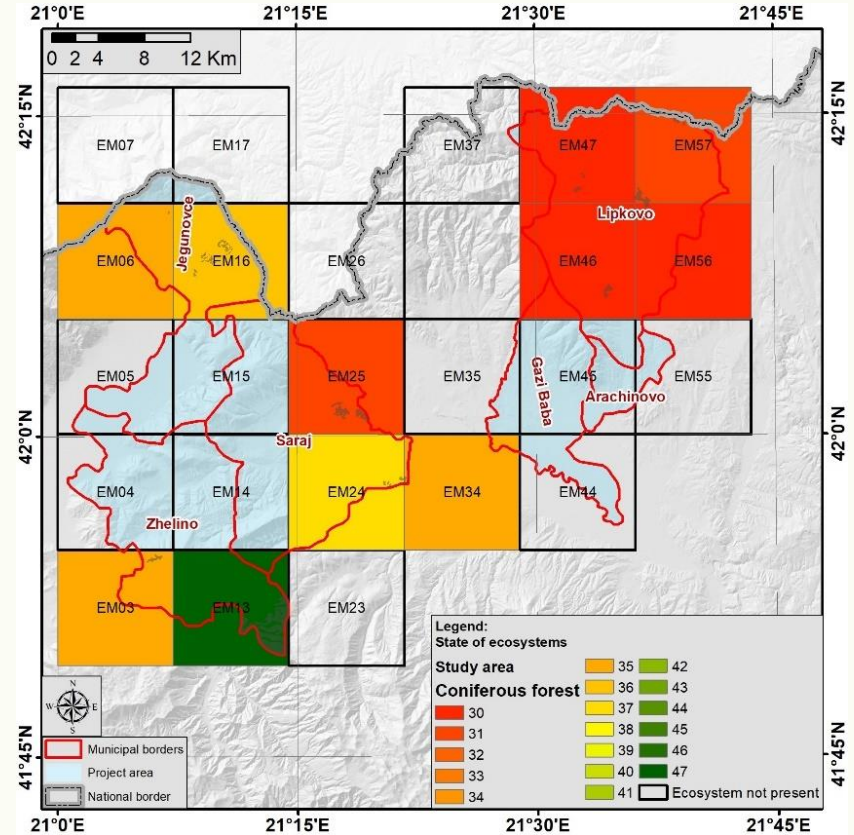 21°0'E 21°15'E 21°30'E 21°45'E
0 2 4 8 12 Km
42°15'N 42°15'N
EM07 EM17 EM37 EM47 EM57
Lipkovo
Jegunovce
EM06 EM16 EM26 EM46 EM56
EM05 EM15 EM25 EM35 EM45 EM55
Gazi Baba
Arachinovo
42°0'N 42°0'N
Saraj
EM04 EM14 EM24 EM34 EM44
Zhelino
EM03 EM13 EM23
Legend:
State of ecosystems
Study area
Coniferous forest
30
31
32
33
34
35
36
37
38
39
40
41
42
43
44
45
46
47
Ecosystem not present
N
W E
S
Municipal borders
Project area
National border
41°45'N 41°45'N
21°0'E 21°15'E 21°30'E 21°45'E